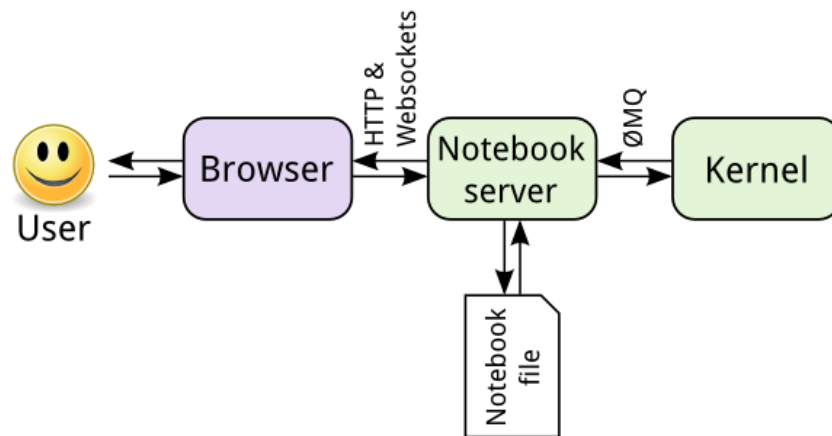 User
Browser
HTTP &
Websockets
Notebook
server
ØMQ
Kernel
Notebook
file